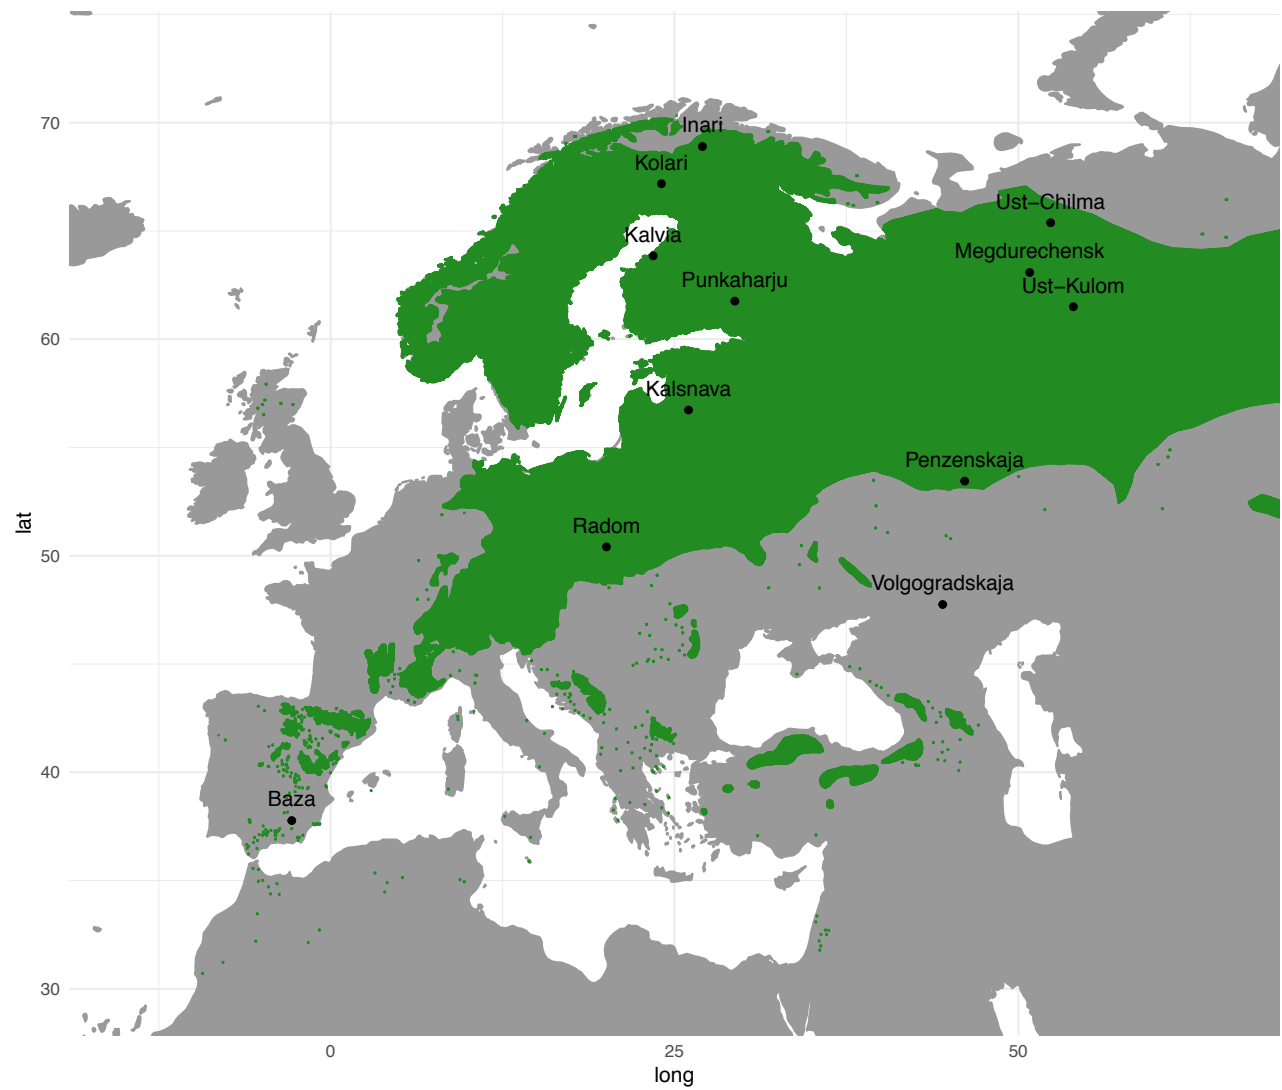 70
60
50
40
30
lat
Inari
Kolari
Ust−Chilma
Kalvia
Megdurechensk
Punkaharju
Ust−Kulom
Kalsnava
Penzenskaja
Radom
Volgogradskaja
Baza
0
25
50
long